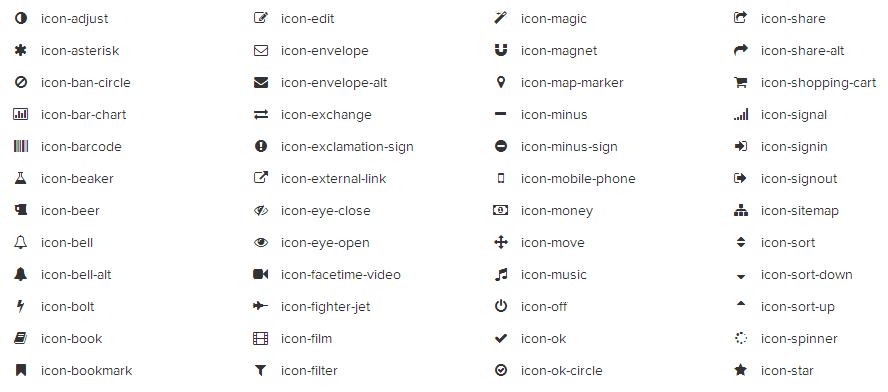 icon-adjust
icon-asterisk
icon-ban-circle
icon-bar-chart
icon-barcode
icon-beaker
icon-beer
icon-bell
icon-bell-alt
icon-bolt
icon-book
icon-bookmark
icon-edit
icon-envelope
icon-envelope-alt
icon-exchange
icon-exclamation-sign
icon-external-link
icon-eye-close
icon-eye-open
icon-facetime-video
icon-fighter-jet
icon-film
icon-filter
icon-magic
icon-magnet
icon-map-marker
icon-minus
icon-minus-sign
icon-mobile-phone
icon-money
icon-move
icon-music
icon-off
icon-ok
icon-ok-circle
icon-share
icon-share-alt
icon-shopping-cart
icon-signal
icon-signin
icon-signout
icon-sitemap
icon-sort
icon-sort-down
icon-sort-up
icon-spinner
icon-star